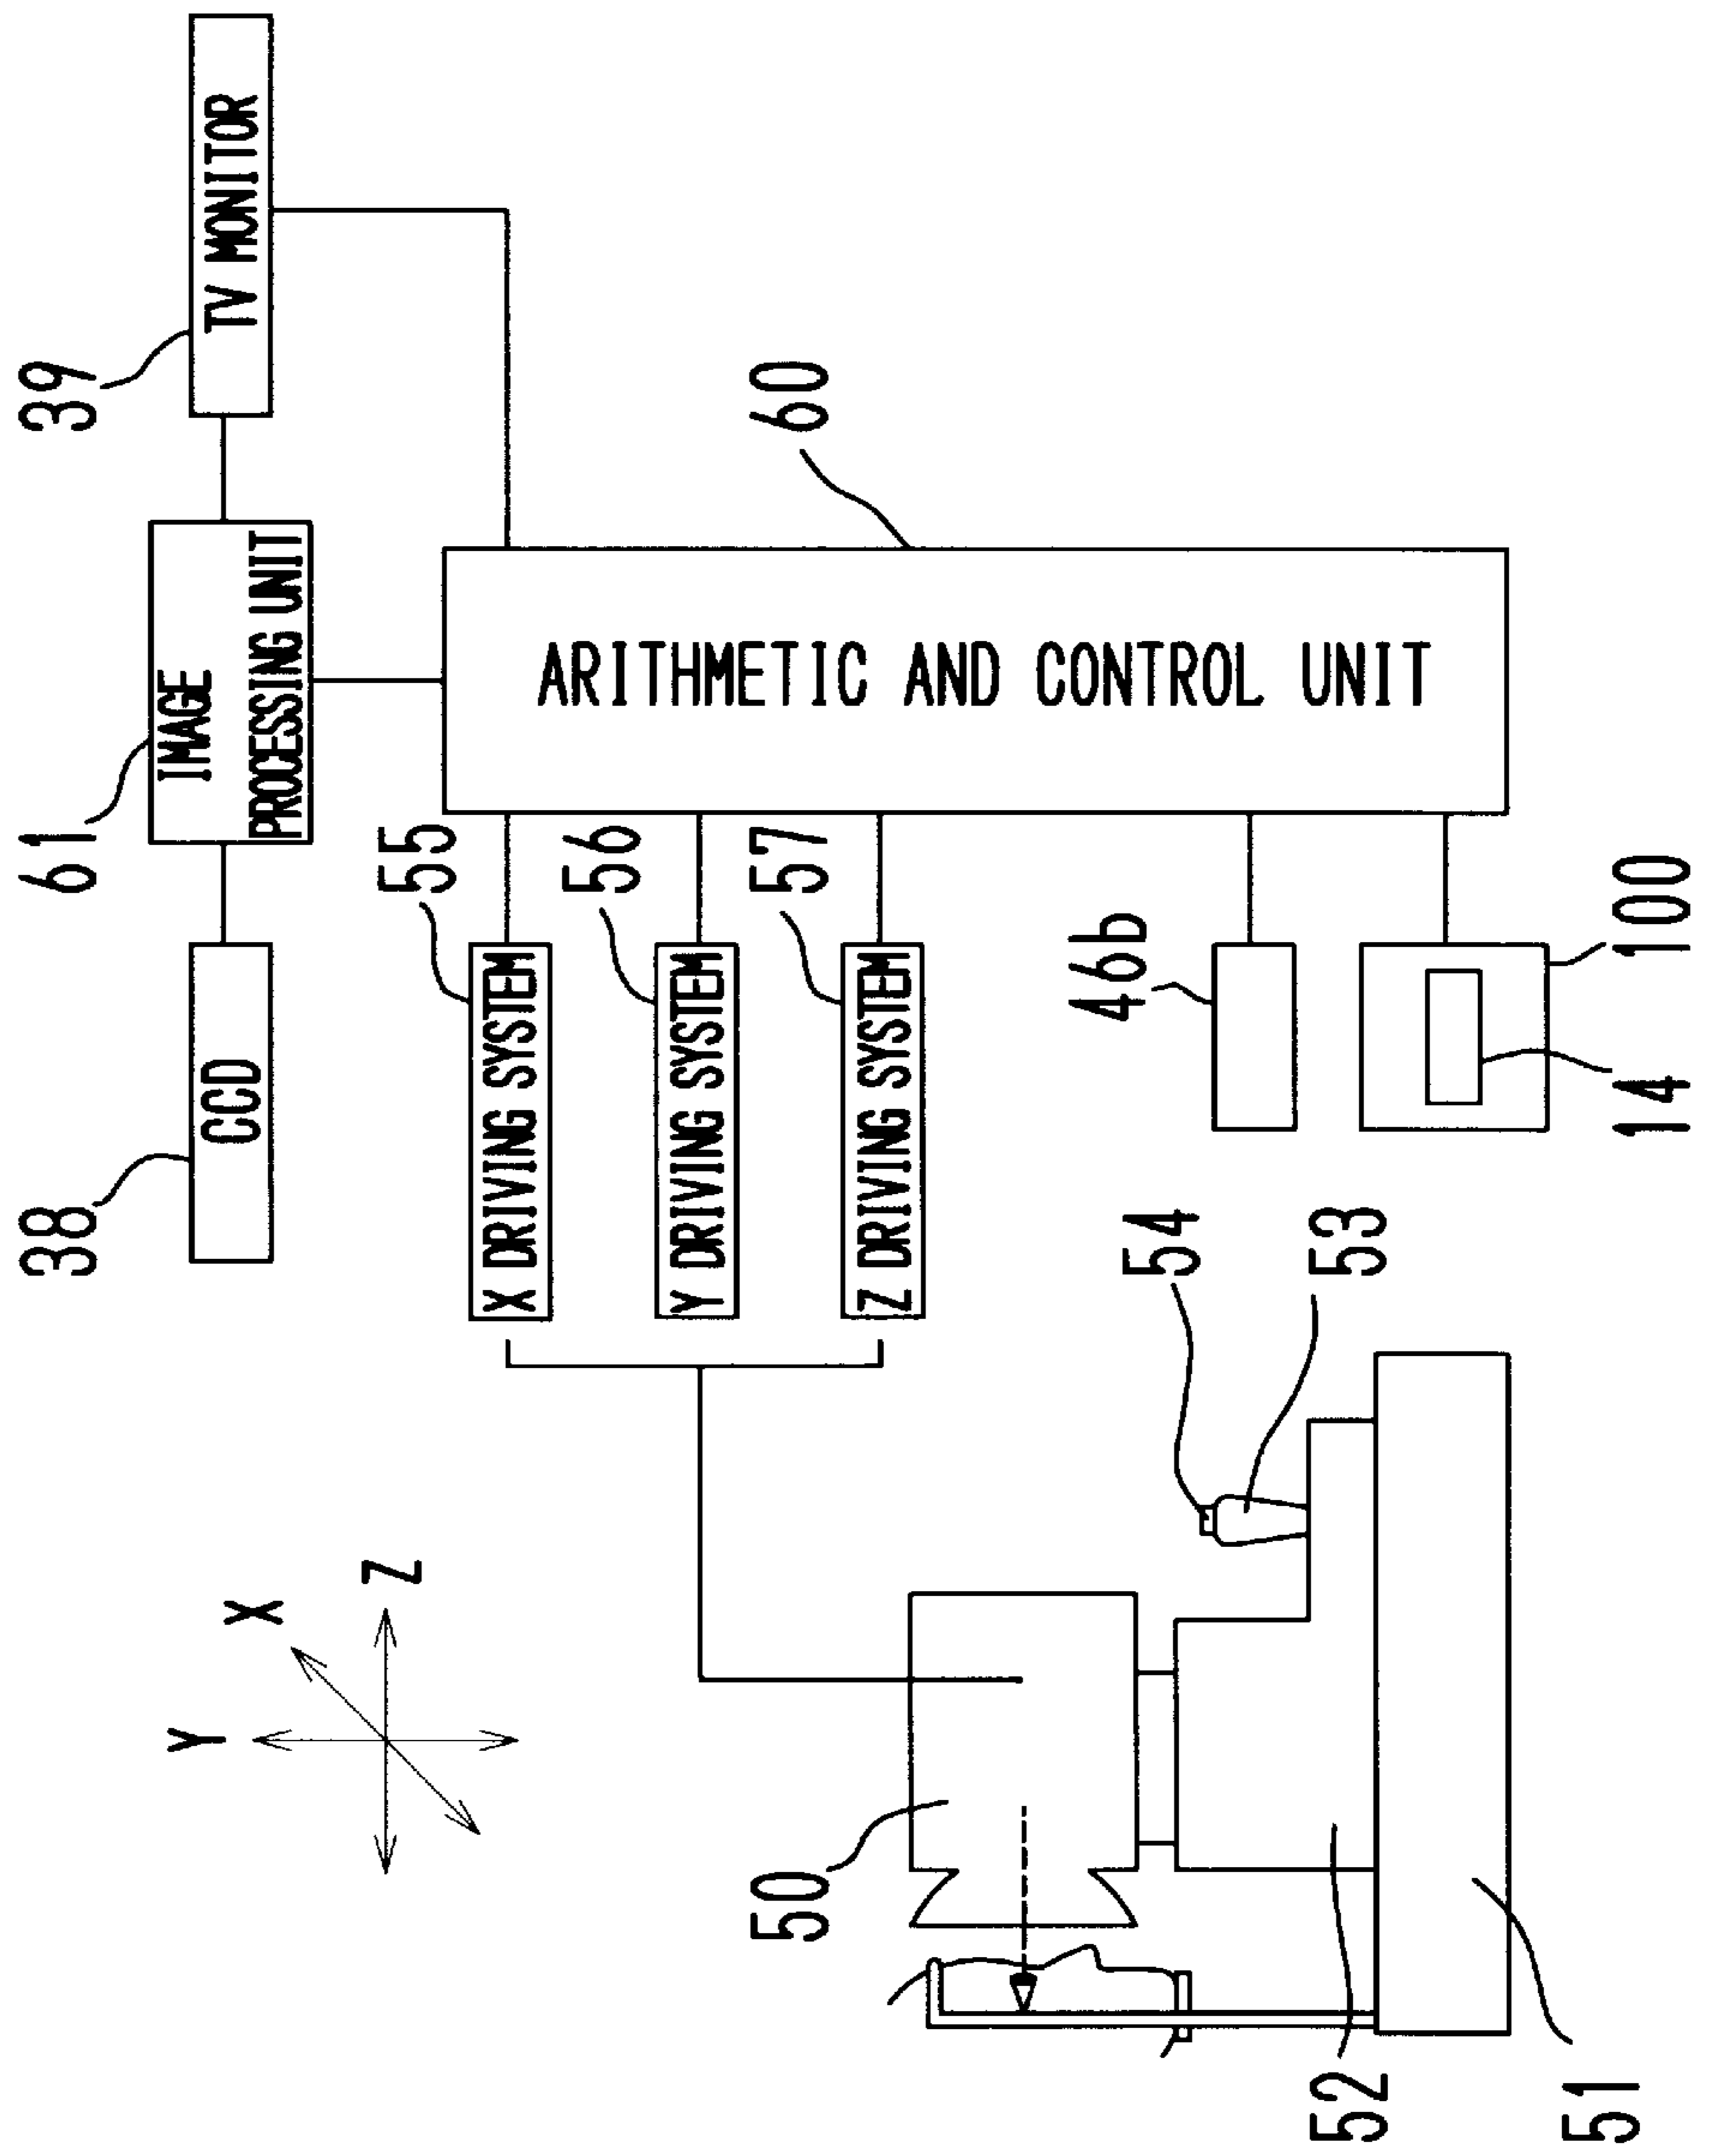 38
61
39
CCD
IMAGE
PROCESSING UNIT
TV MONITOR
Y
X
Z
55
X DRIVING SYSTEM
56
Y DRIVING SYSTEM
57
Z DRIVING SYSTEM
60
ARITHMETIC AND CONTROL UNIT
50
54
46b
53
52
51
14
100